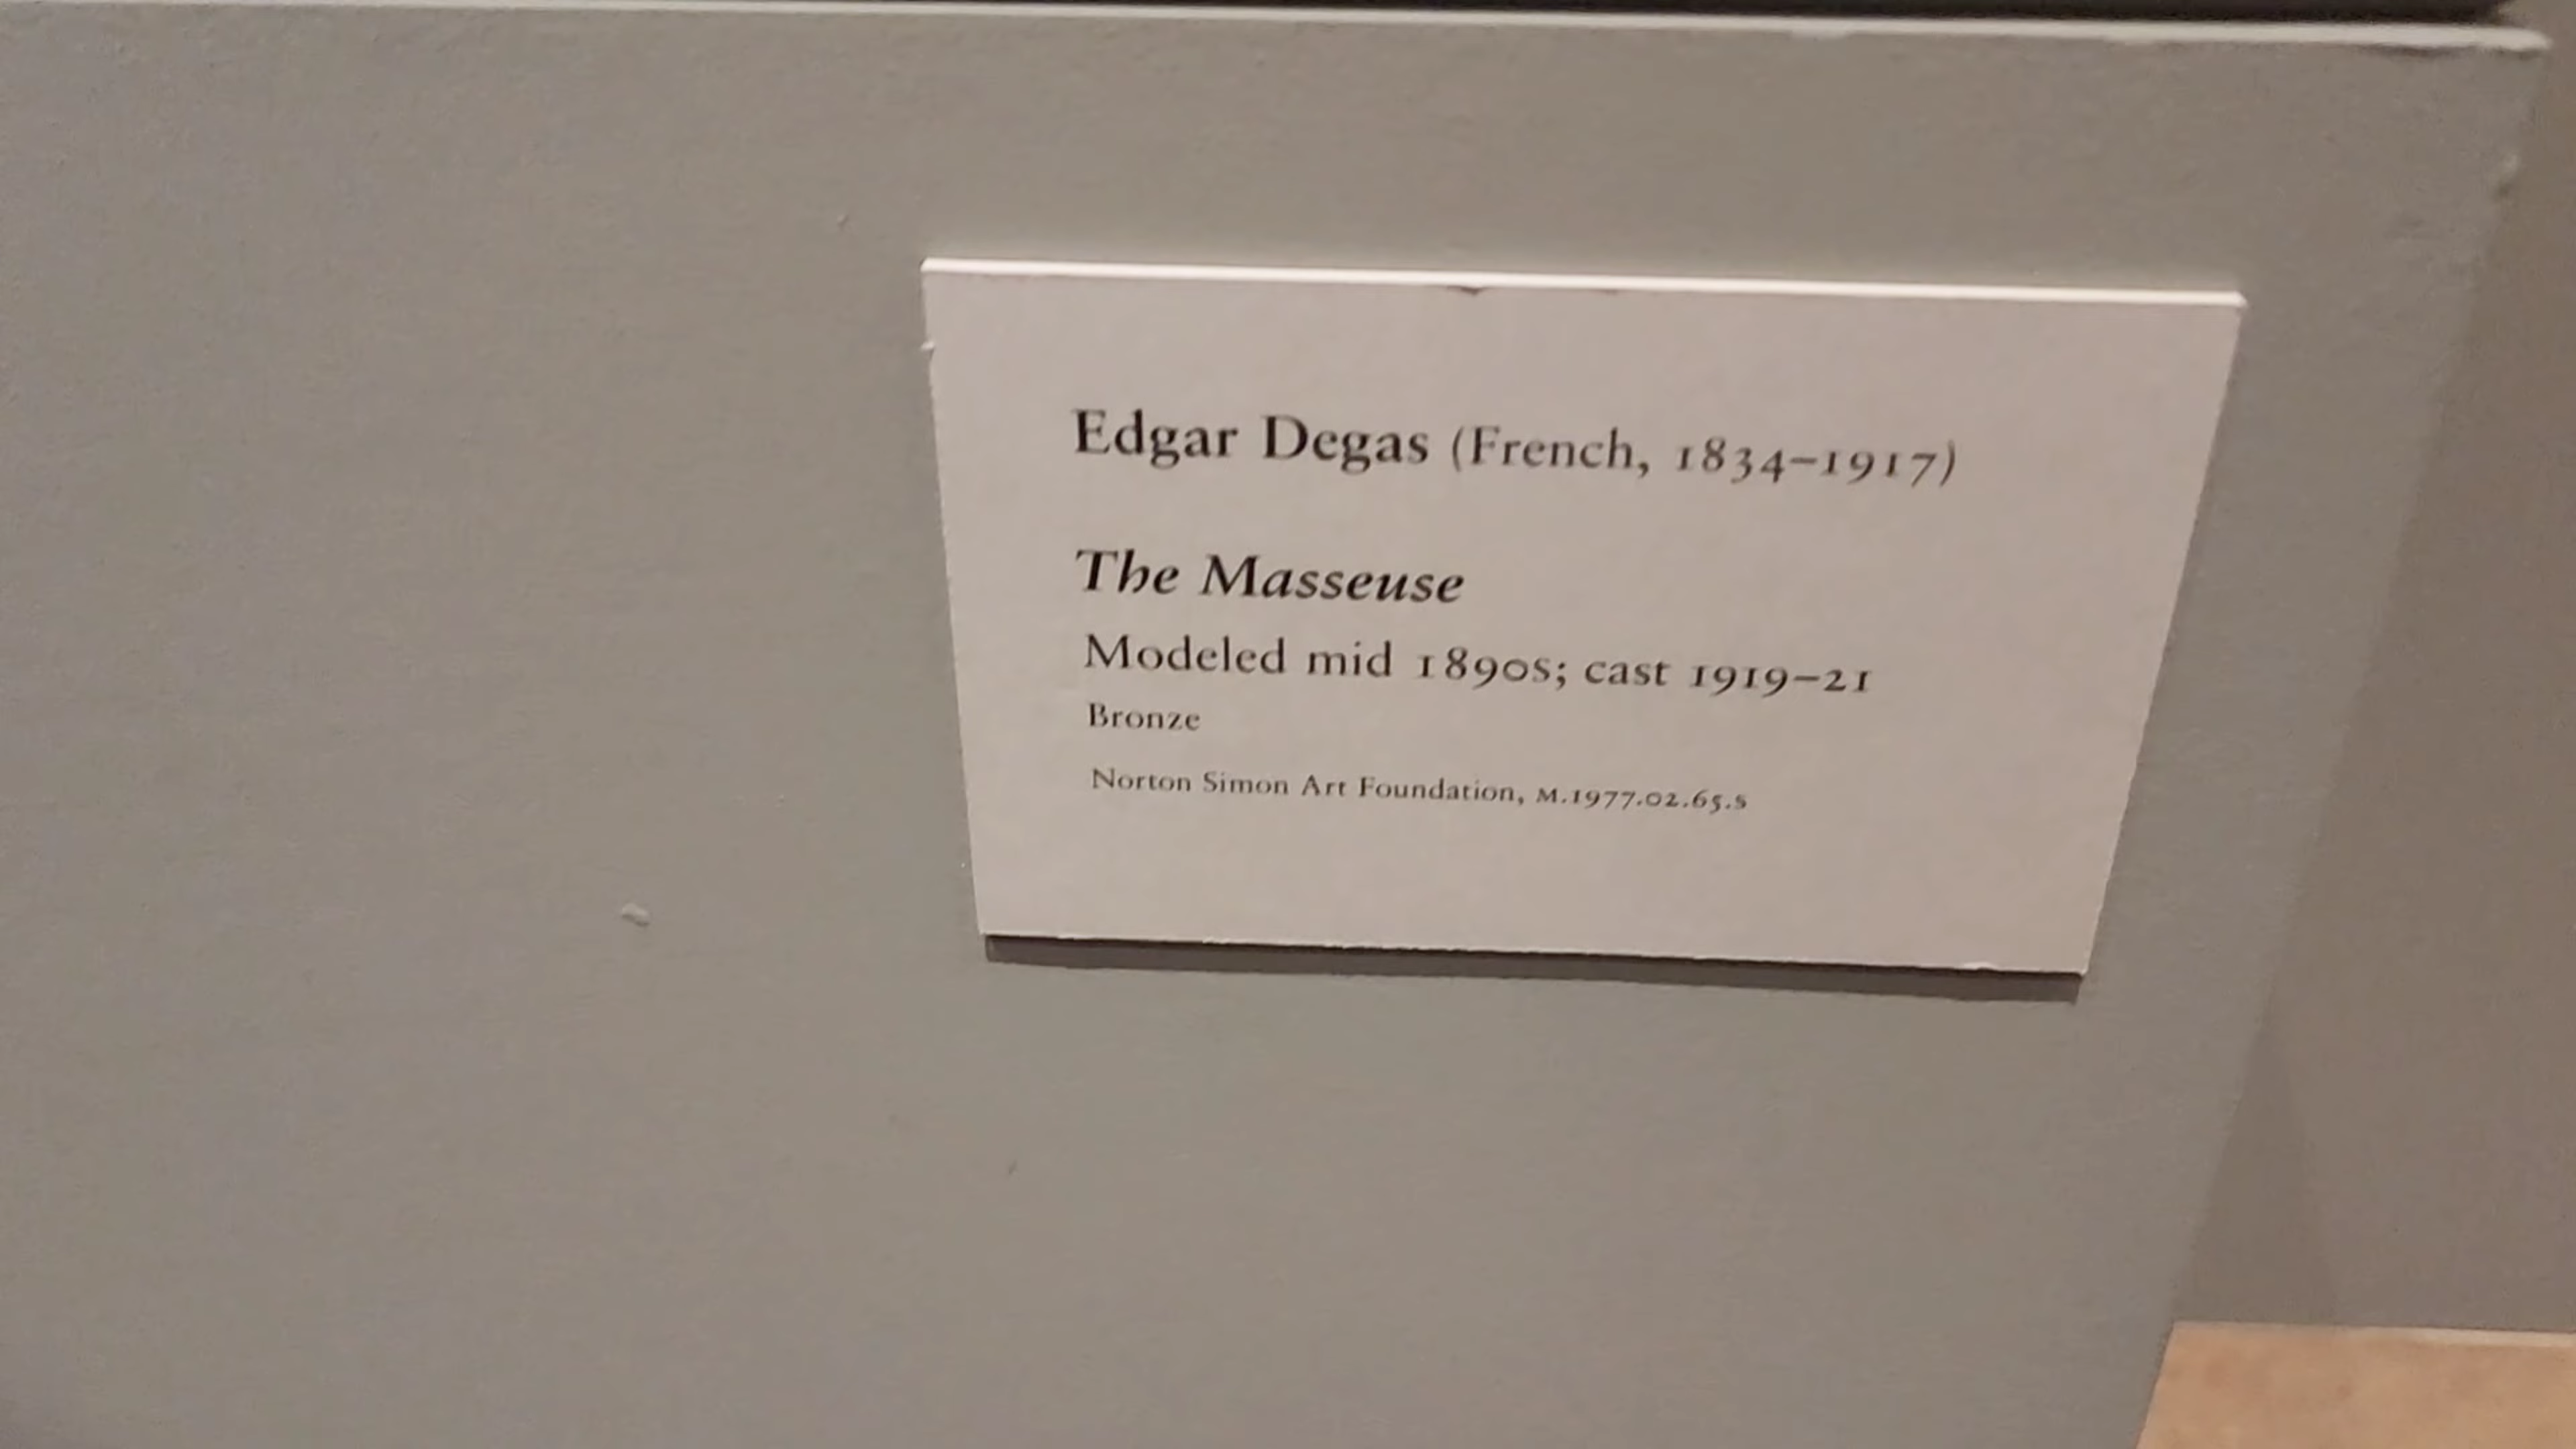 Edgar Degas (French, 1834–1917)
The Masseuse
Modeled mid 1890s; cast 1919–21
Bronze
Norton Simon Art Foundation, M.1977.02.65.S